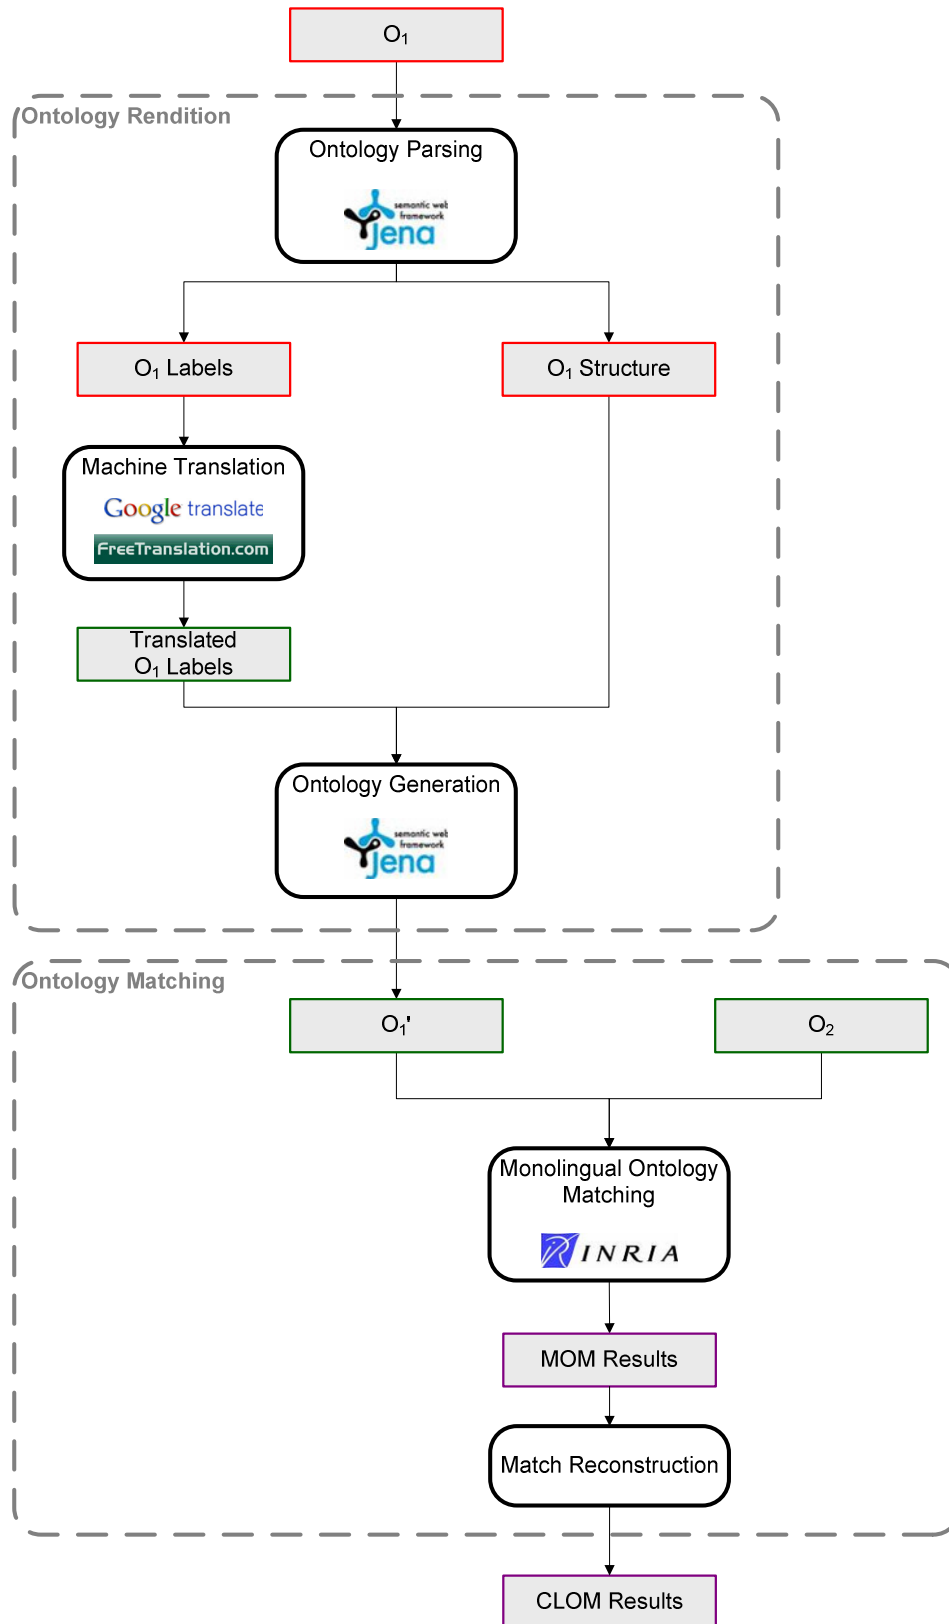 O₁
Ontology Rendition
Ontology Parsing
semantic web
framework
Jena
O₁ Labels
O₁ Structure
Machine Translation
Google translate
FreeTranslation.com
Translated
O₁ Labels
Ontology Generation
semantic web
framework
Jena
Ontology Matching
O₁'
O₂
Monolingual Ontology
Matching
INRIA
MOM Results
Match Reconstruction
CLOM Results